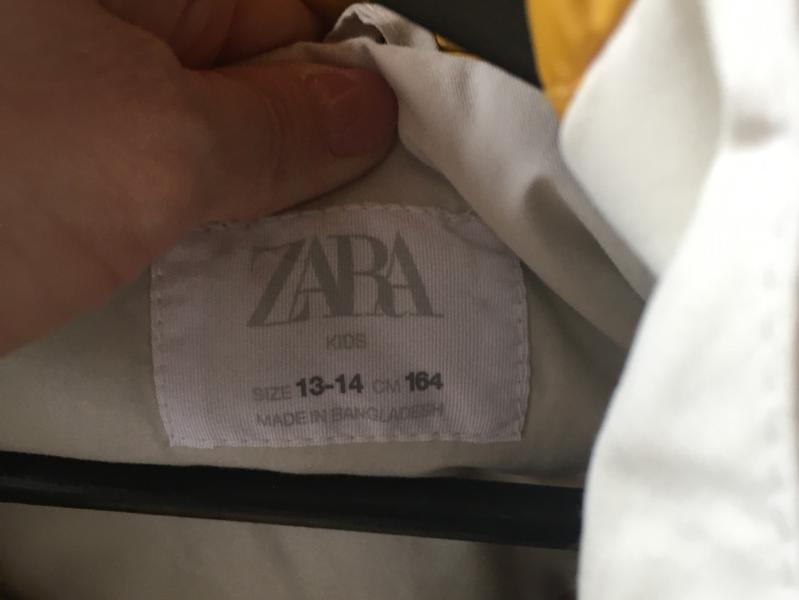 ZARA
KIDS
SIZE 13-14 CM 164
MADE IN BANGLADESH